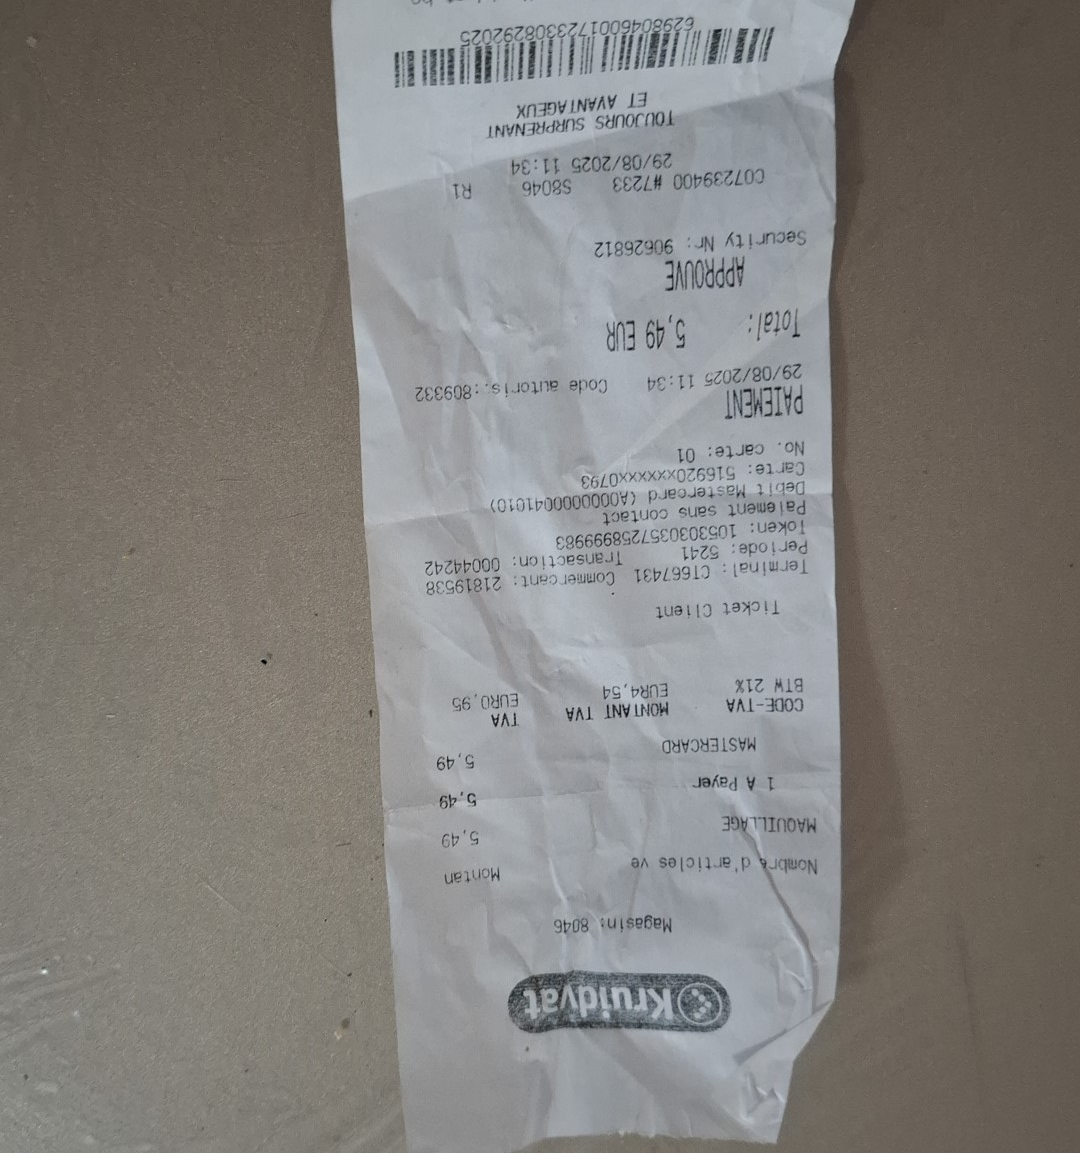 Kruidvat
Magasin: 8046
Nombre d'articles ve Montan
MAQUILLAGE 5,49
1 A Payer 5,49
MASTERCARD 5,49
CODE-TVA MONTANT TVA TVA
BTW 21% EUR4,54 EUR0,95
Ticket Client
Terminal: CT667431 Commercant: 21819538
Periode: 5241 Transaction: 00044242
Token: 1053030357258999983
Paiement sans contact
Debit Mastercard (A0000000041010)
Carte: 516920xxxxxx0793
No. carte: 01
PAIEMENT
29/08/2025 11:34 Code autoris.:809332
Total: 5,49 EUR
APPROUVE
Security Nr: 90626812
C07239400 #7233 S8046 R1
29/08/2025 11:34
TOUJOURS SURPRENANT
ET AVANTAGEUX
6298046001723308292025